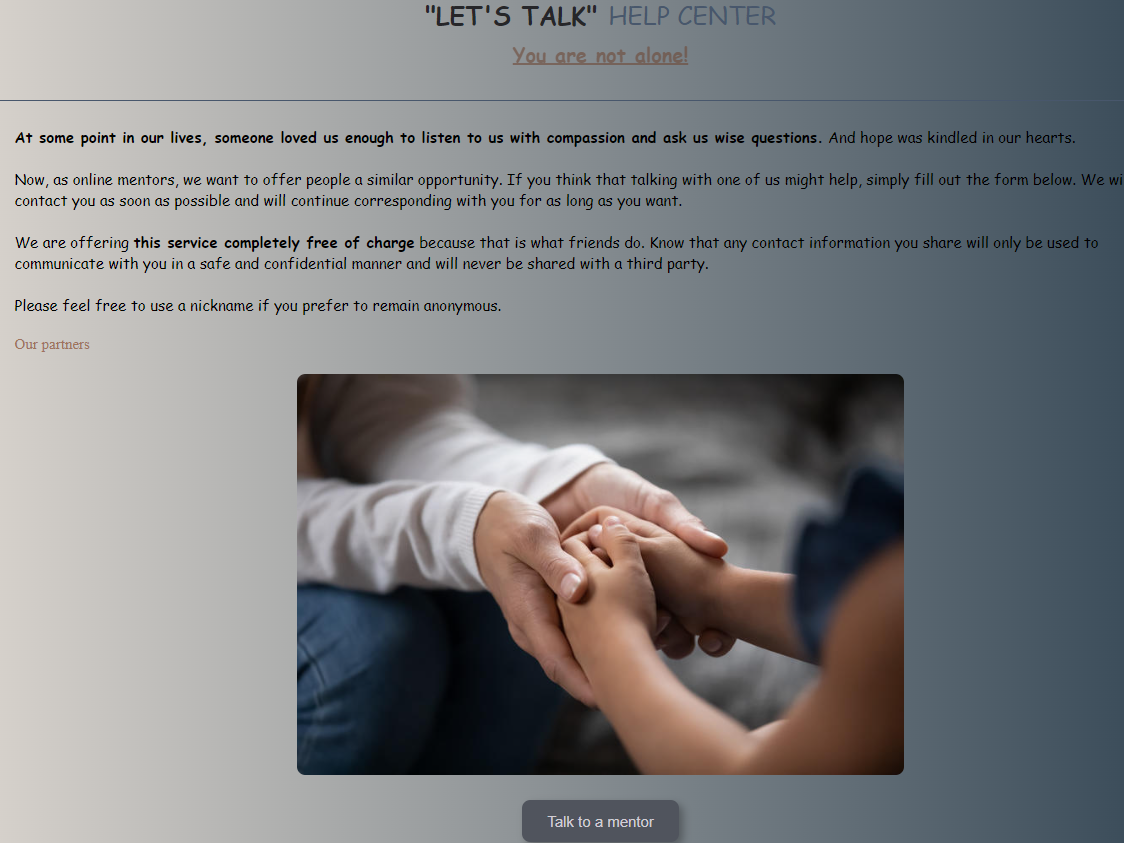 "LET'S TALK" HELP CENTER
You are not alone!
At some point in our lives, someone loved us enough to listen to us with compassion and ask us wise questions. And hope was kindled in our hearts.
Now, as online mentors, we want to offer people a similar opportunity. If you think that talking with one of us might help, simply fill out the form below. We wi
contact you as soon as possible and will continue corresponding with you for as long as you want.
We are offering this service completely free of charge because that is what friends do. Know that any contact information you share will only be used to
communicate with you in a safe and confidential manner and will never be shared with a third party.
Please feel free to use a nickname if you prefer to remain anonymous.
Our partners
Talk to a mentor